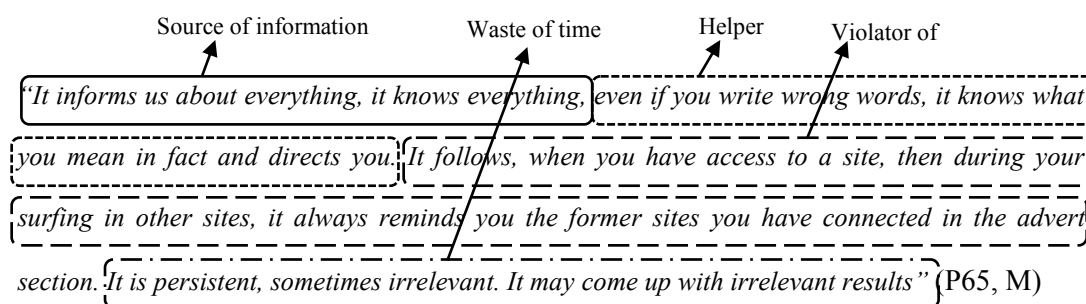 Source of information Waste of time Helper Violator of
“It informs us about everything, it knows everything, even if you write wrong words, it knows what
you mean in fact and directs you. It follows, when you have access to a site, then during your
surfing in other sites, it always reminds you the former sites you have connected in the advert
section. It is persistent, sometimes irrelevant. It may come up with irrelevant results” (P65, M)